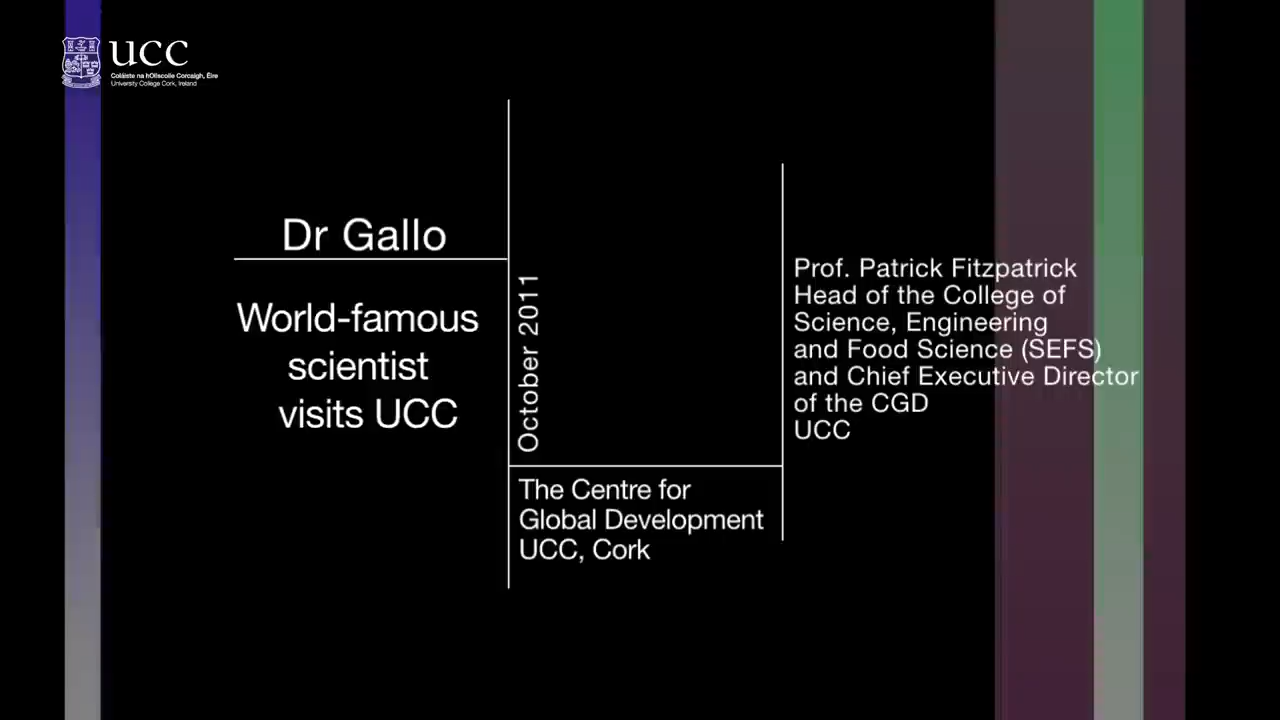 UCC
Coláiste na hOllscoile Corcaigh, Éire
University College Cork, Ireland
Dr Gallo
World-famous
scientist
visits UCC
October 2011
The Centre for
Global Development
UCC, Cork
Prof. Patrick Fitzpatrick
Head of the College of
Science, Engineering
and Food Science (SEFS)
and Chief Executive Director
of the CGD
UCC